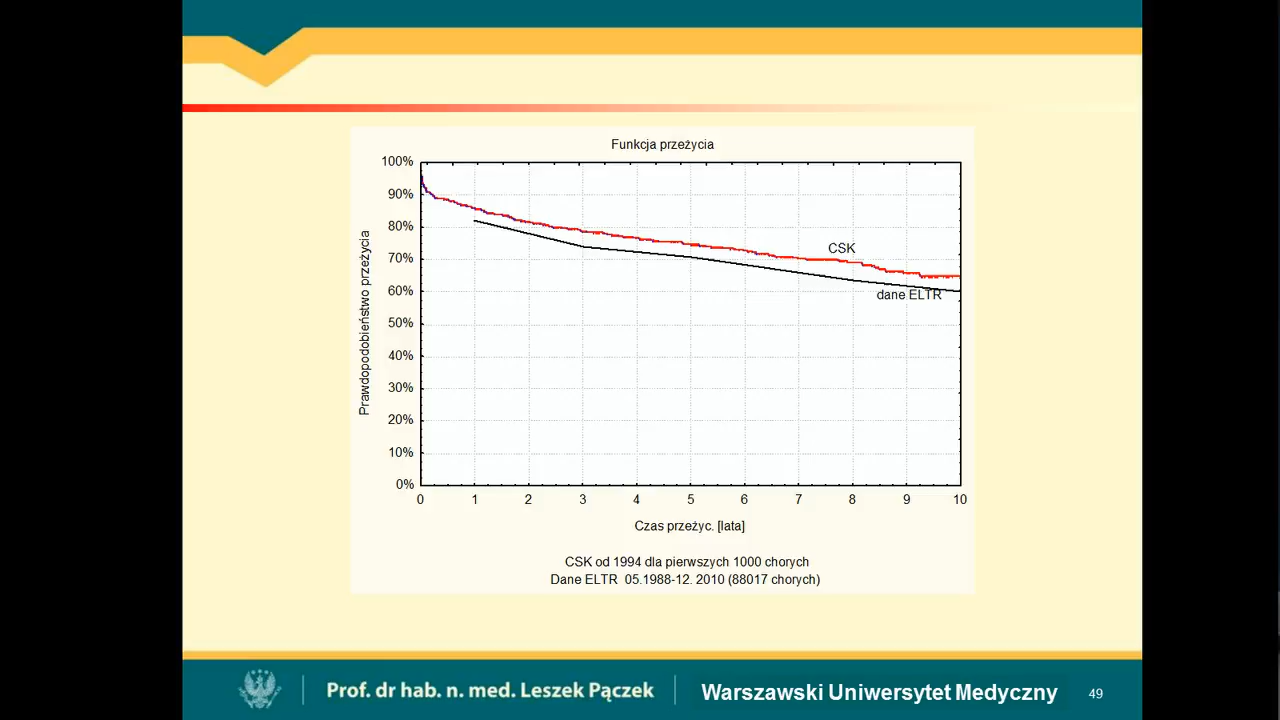 Funkcja przeżycia
100%
90%
80%
70%
60%
50%
40%
30%
20%
10%
0%
Prawdopodobieństwo przeżycia
CSK
dane ELTR
0 1 2 3 4 5 6 7 8 9 10
Czas przeżyc. [lata]
CSK od 1994 dla pierwszych 1000 chorych
Dane ELTR 05.1988-12. 2010 (88017 chorych)
Prof. dr hab. n. med. Leszek Pączek
Warszawski Uniwersytet Medyczny
49